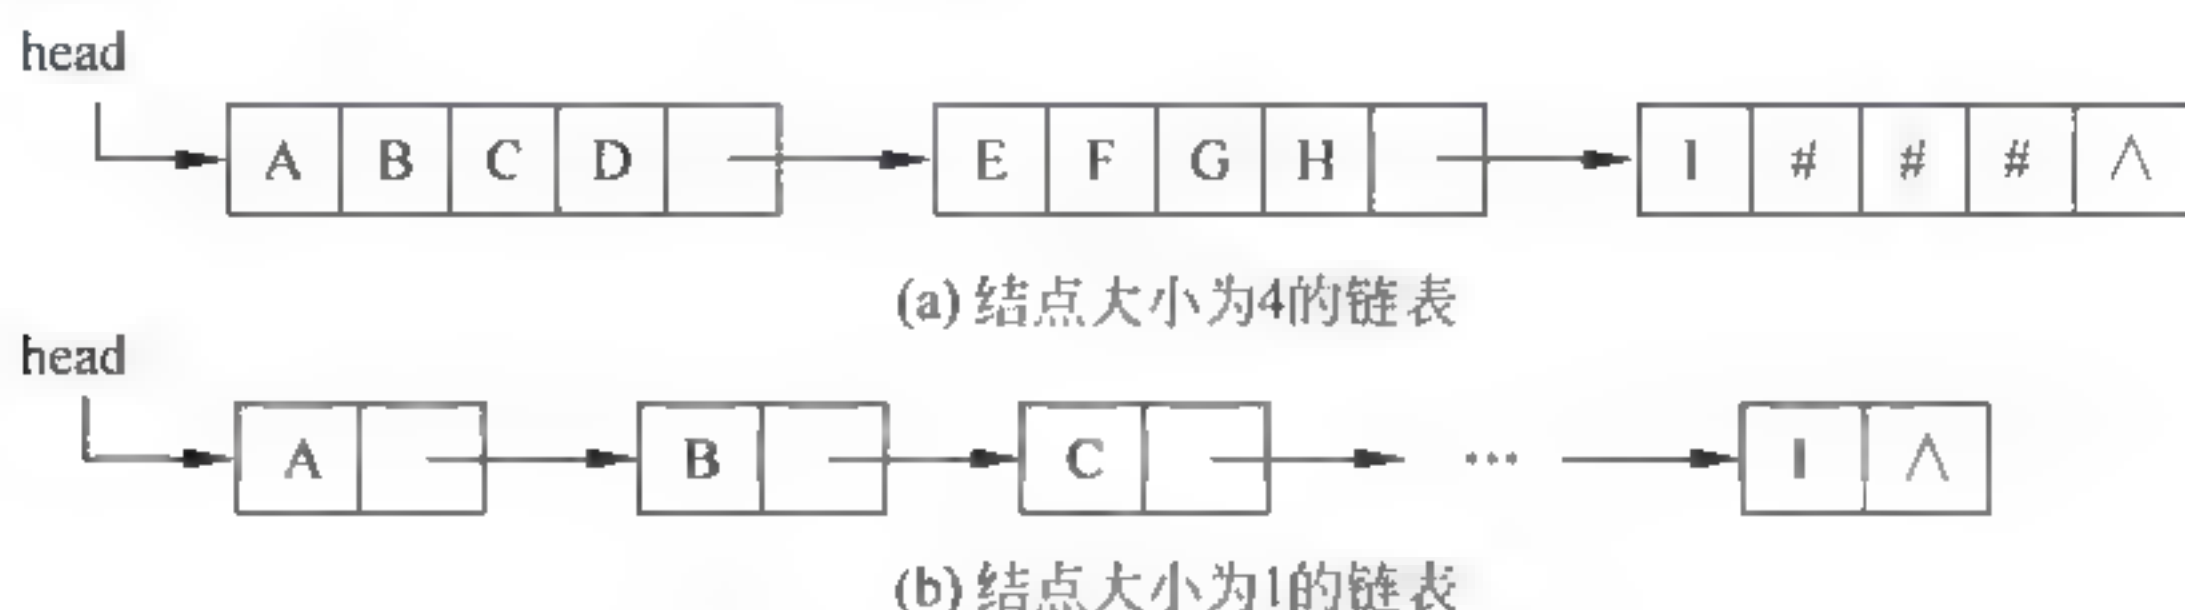 head
A B C D E F G H I # # # ∧
(a) 结点大小为4的链表
head
A B C … I ∧
(b) 结点大小为1的链表